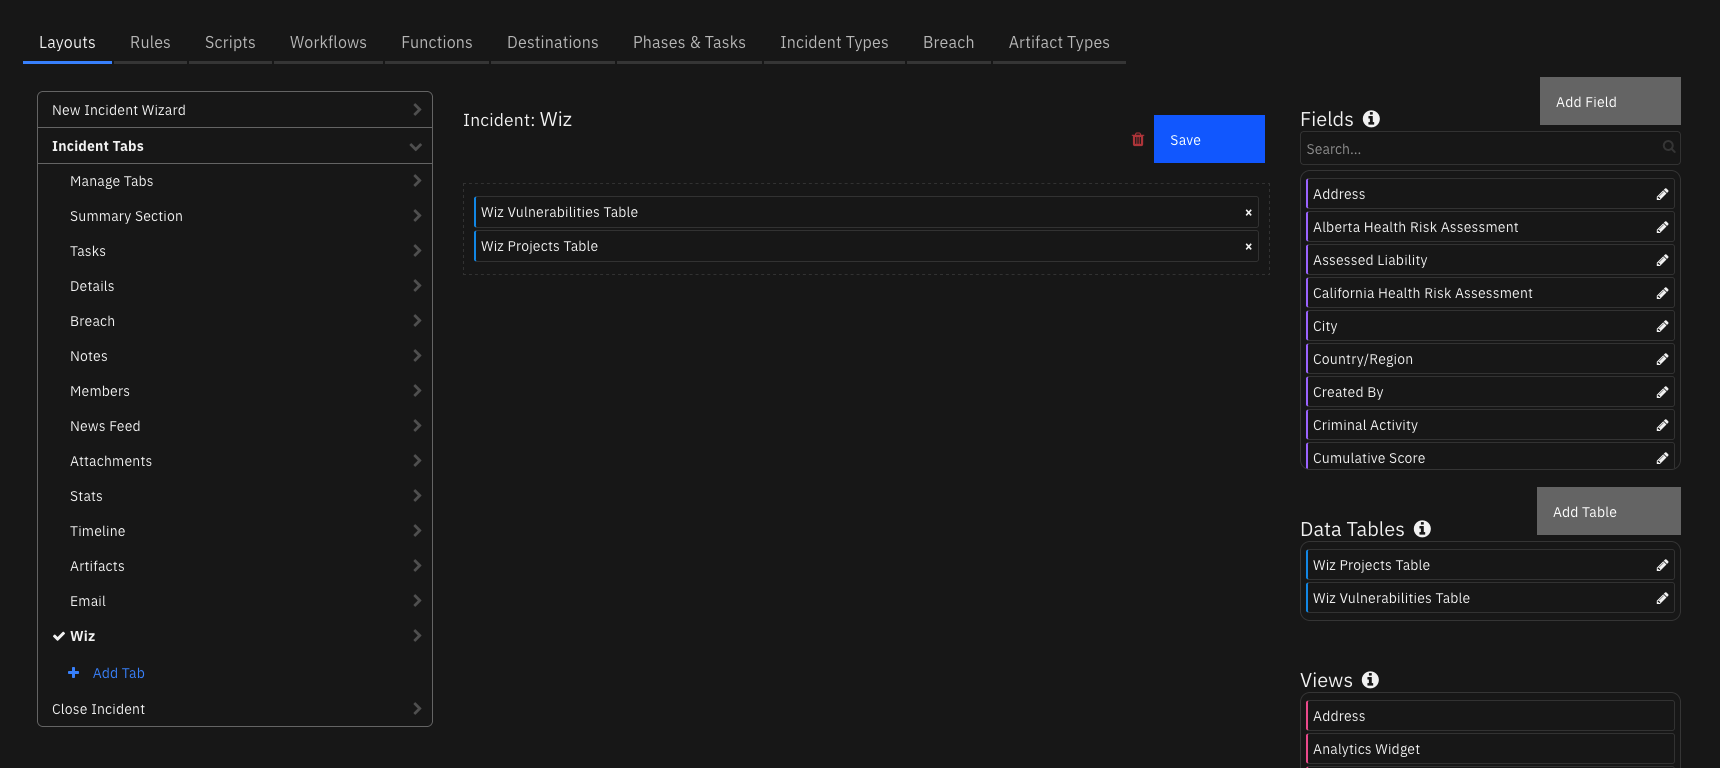 Layouts Rules Scripts Workflows Functions Destinations Phases & Tasks Incident Types Breach Artifact Types
New Incident Wizard
Incident Tabs
Manage Tabs
Summary Section
Tasks
Details
Breach
Notes
Members
News Feed
Attachments
Stats
Timeline
Artifacts
Email
Wiz
Add Tab
Close Incident
Incident: Wiz
Save
Wiz Vulnerabilities Table
Wiz Projects Table
Add Field
Fields
Search...
Address
Alberta Health Risk Assessment
Assessed Liability
California Health Risk Assessment
City
Country/Region
Created By
Criminal Activity
Cumulative Score
Add Table
Data Tables
Wiz Projects Table
Wiz Vulnerabilities Table
Views
Address
Analytics Widget